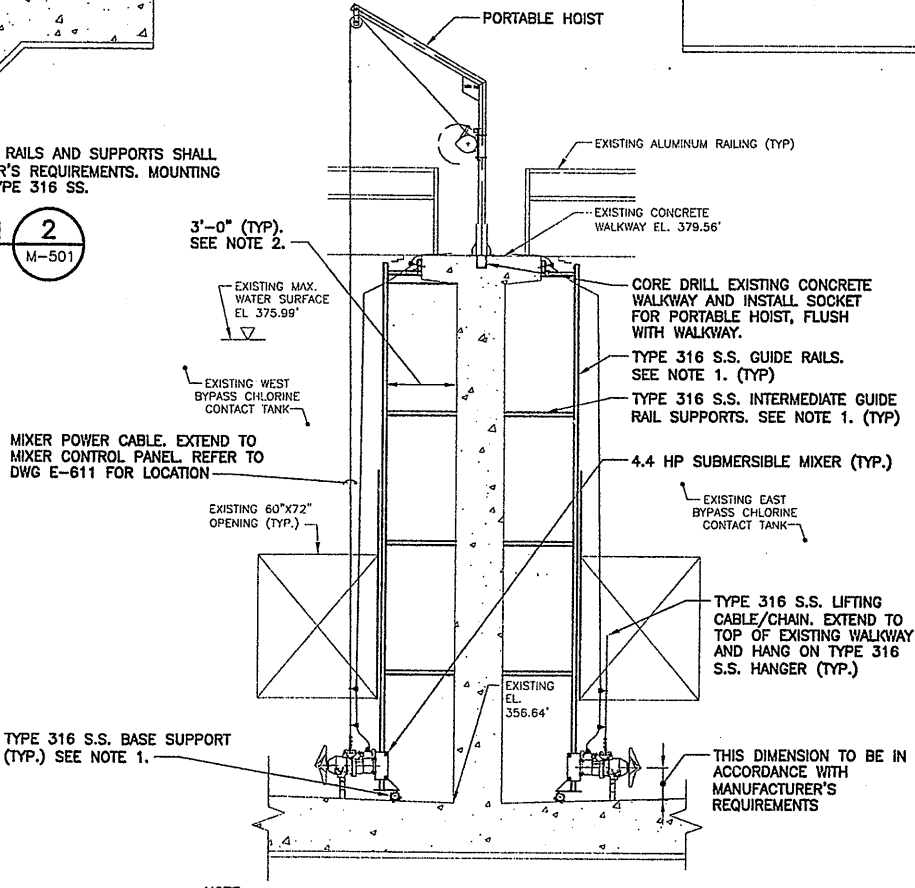 PORTABLE HOIST
RAILS AND SUPPORTS SHALL
R'S REQUIREMENTS. MOUNTING
PE 316 SS.
2
M-501
EXISTING ALUMINUM RAILING (TYP)
3'-0" (TYP).
SEE NOTE 2.
EXISTING CONCRETE
WALKWAY EL. 379.56'
EXISTING MAX.
WATER SURFACE
EL 375.99'
CORE DRILL EXISTING CONCRETE
WALKWAY AND INSTALL SOCKET
FOR PORTABLE HOIST, FLUSH
WITH WALKWAY.
TYPE 316 S.S. GUIDE RAILS.
SEE NOTE 1. (TYP)
EXISTING WEST
BYPASS CHLORINE
CONTACT TANK
TYPE 316 S.S. INTERMEDIATE GUIDE
RAIL SUPPORTS. SEE NOTE 1. (TYP)
MIXER POWER CABLE. EXTEND TO
MIXER CONTROL PANEL. REFER TO
DWG E-611 FOR LOCATION
4.4 HP SUBMERSIBLE MIXER (TYP.)
EXISTING EAST
BYPASS CHLORINE
CONTACT TANK
EXISTING 60"X72"
OPENING (TYP.)
TYPE 316 S.S. LIFTING
CABLE/CHAIN. EXTEND TO
TOP OF EXISTING WALKWAY
AND HANG ON TYPE 316
S.S. HANGER (TYP.)
EXISTING
EL.
356.64'
TYPE 316 S.S. BASE SUPPORT
(TYP.) SEE NOTE 1.
THIS DIMENSION TO BE IN
ACCORDANCE WITH
MANUFACTURER'S
REQUIREMENTS